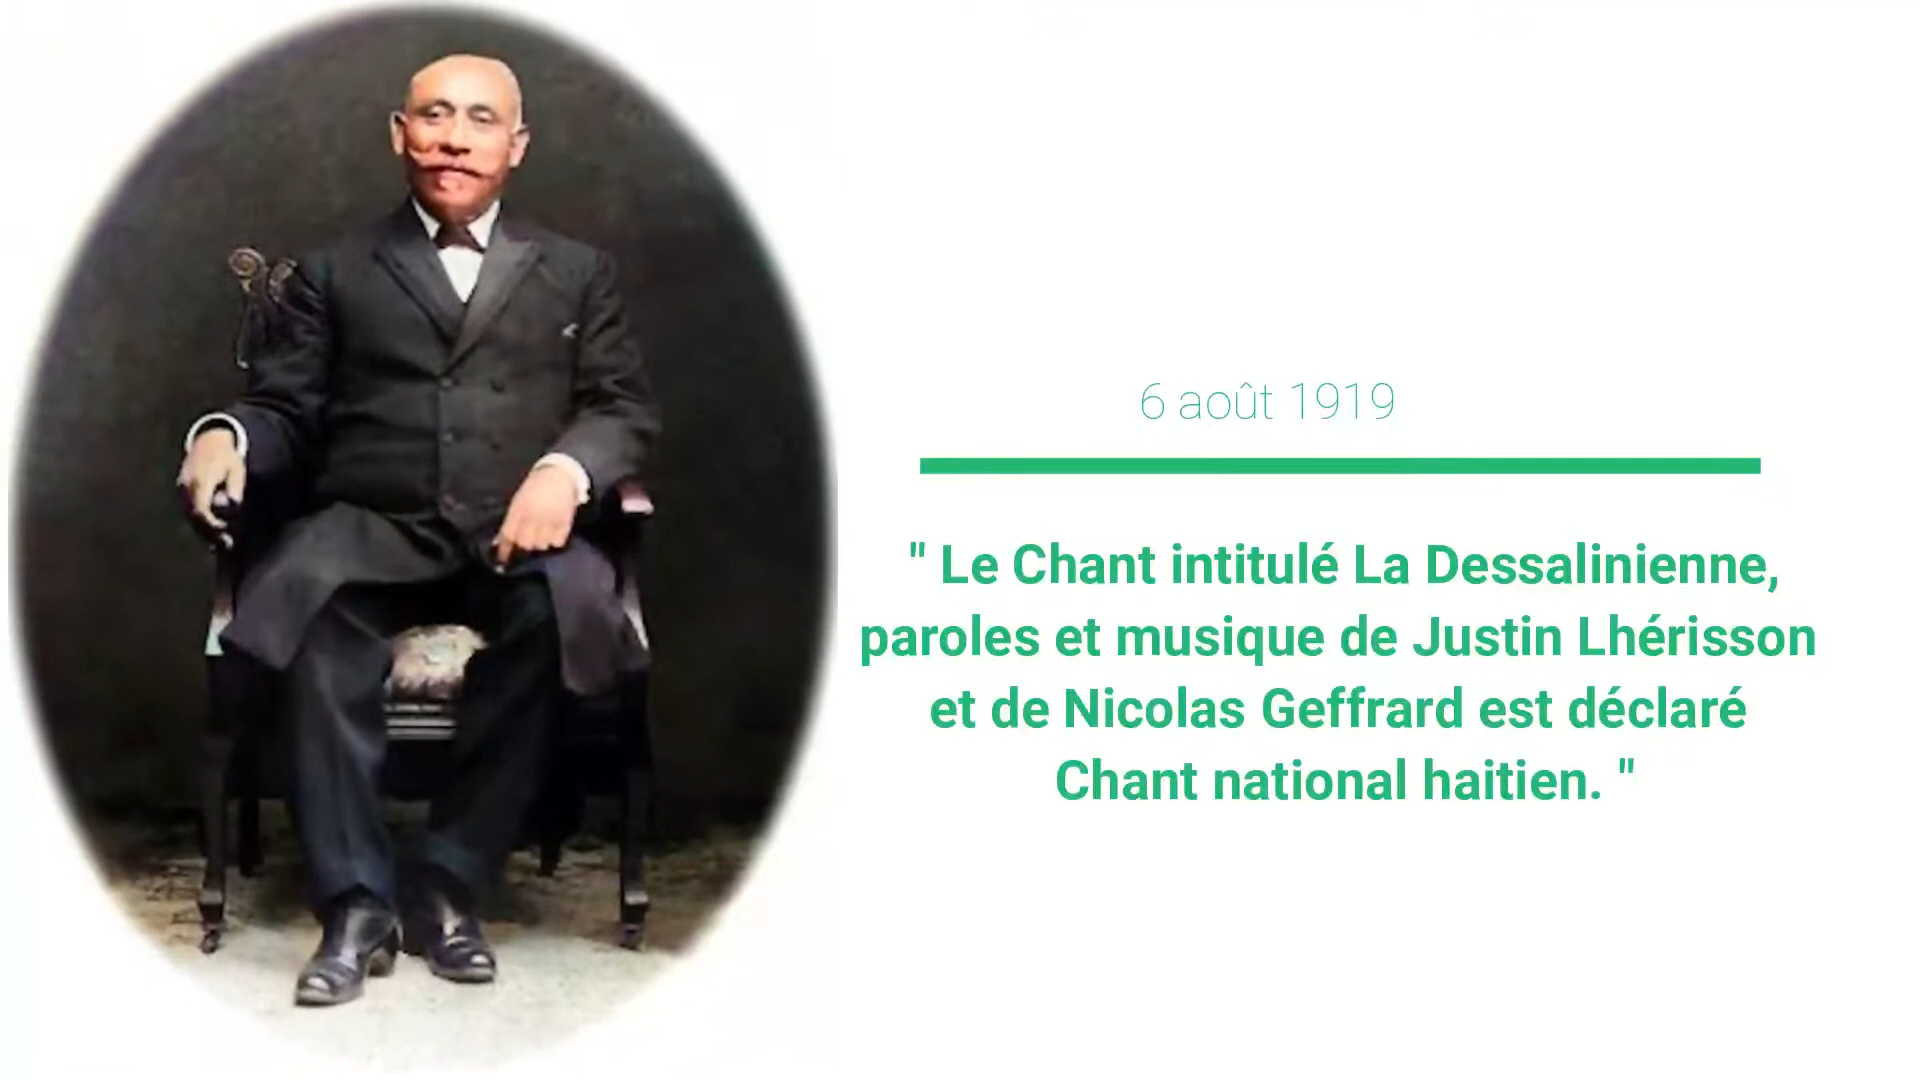 6 août 1919
" Le Chant intitulé La Dessalinienne,
paroles et musique de Justin Lhérisson
et de Nicolas Geffrard est déclaré
Chant national haitien. "